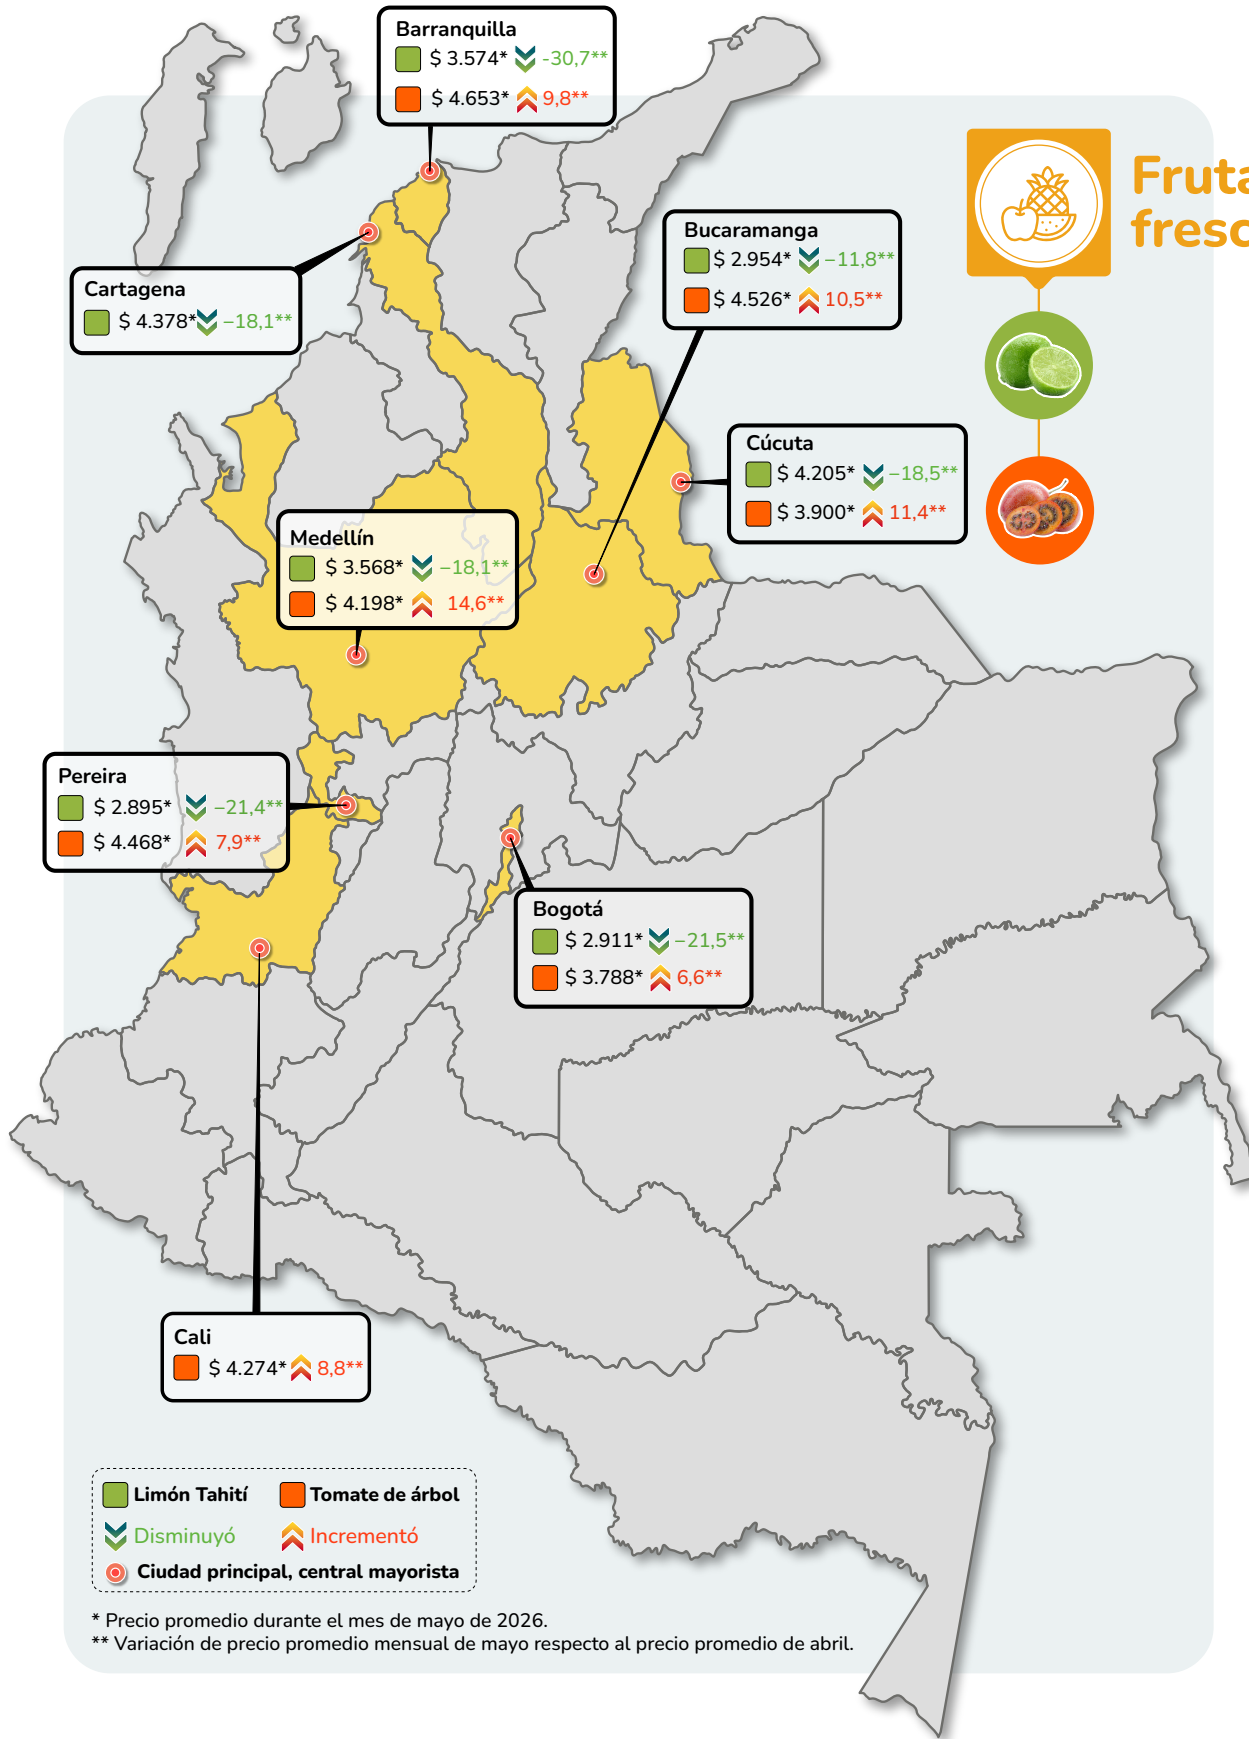 Barranquilla
$ 3.574* -30,7**
$ 4.653* 9,8**
Bucaramanga
$ 2.954* −11,8**
$ 4.526* 10,5**
Cartagena
$ 4.378* −18,1**
Cúcuta
$ 4.205* −18,5**
$ 3.900* 11,4**
Medellín
$ 3.568* −18,1**
$ 4.198* 14,6**
Pereira
$ 2.895* −21,4**
$ 4.468* 7,9**
Bogotá
$ 2.911* −21,5**
$ 3.788* 6,6**
Cali
$ 4.274* 8,8**
Limón Tahití Tomate de árbol
Disminuyó Incrementó
Ciudad principal, central mayorista
* Precio promedio durante el mes de mayo de 2026.
** Variación de precio promedio mensual de mayo respecto al precio promedio de abril.